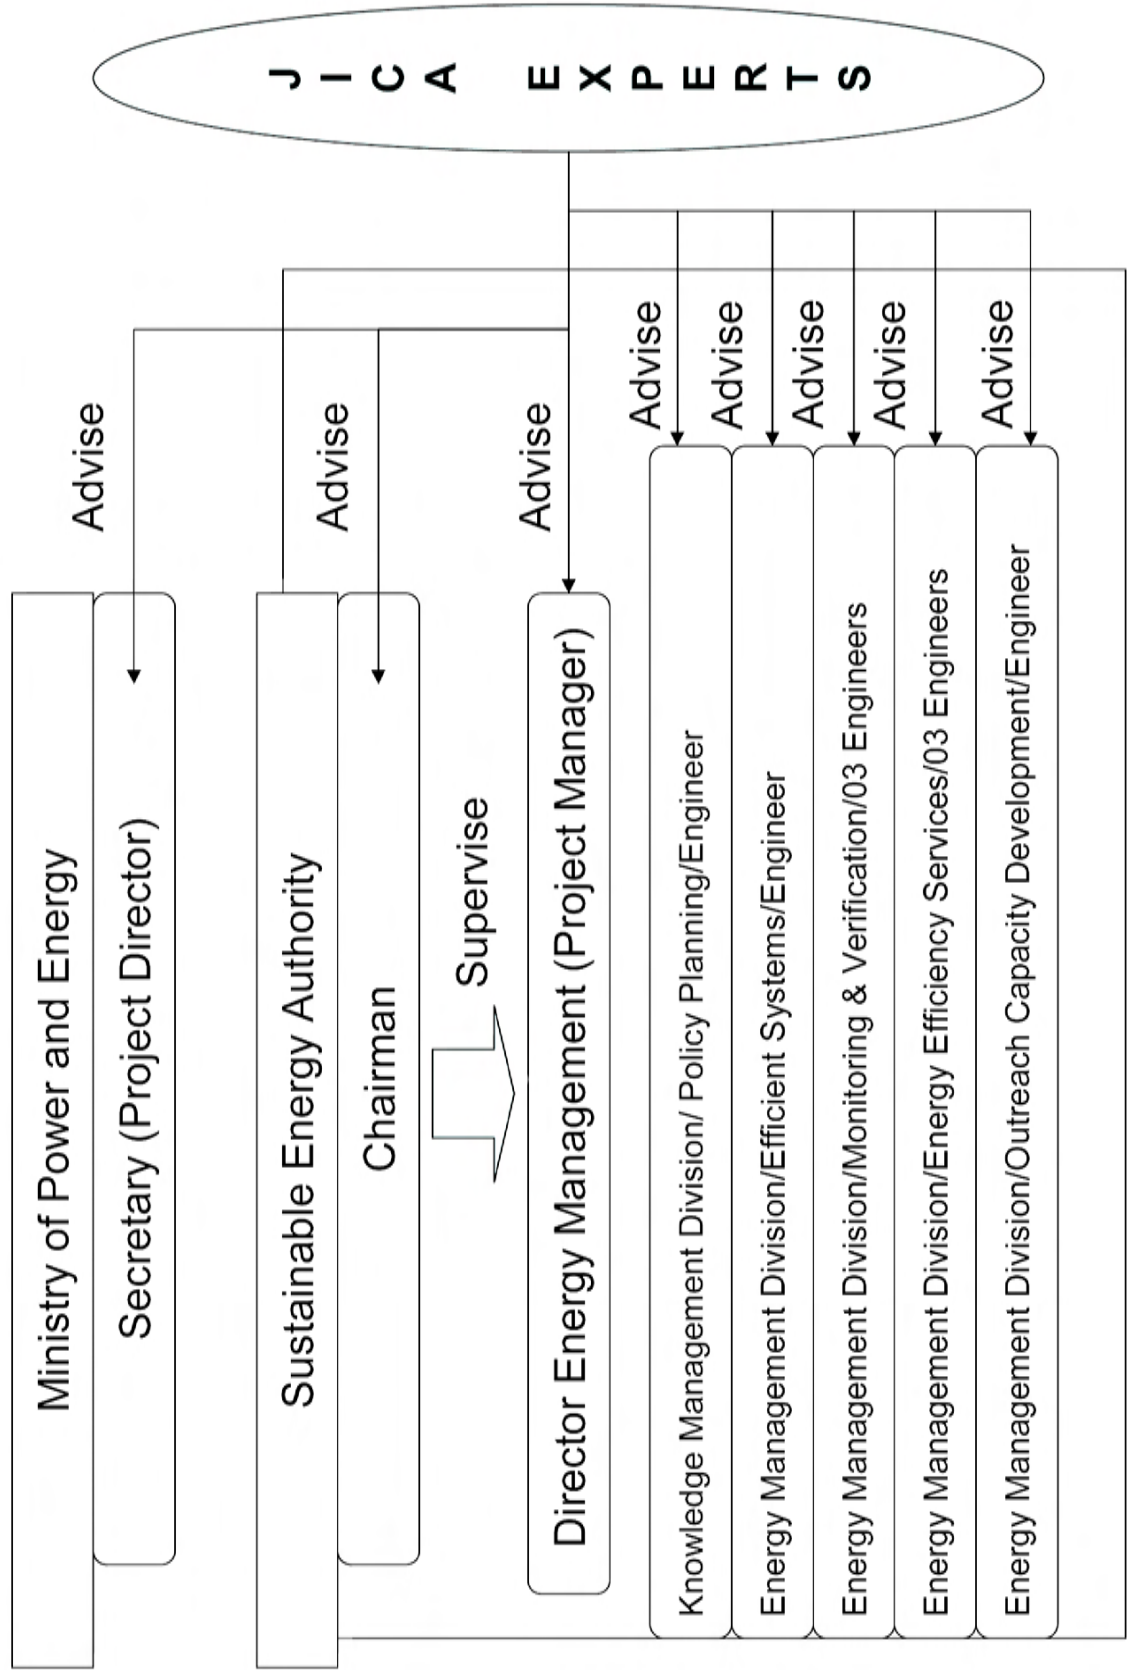 Ministry of Power and Energy
Secretary (Project Director)
Advise
Sustainable Energy Authority
Chairman
Advise
Supervise
Director Energy Management (Project Manager)
Advise
Knowledge Management Division/ Policy Planning/Engineer
Advise
Energy Management Division/Efficient Systems/Engineer
Advise
Energy Management Division/Monitoring & Verification/03 Engineers
Advise
Energy Management Division/Energy Efficiency Services/03 Engineers
Advise
Energy Management Division/Outreach Capacity Development/Engineer
Advise
JICA EXPERTS